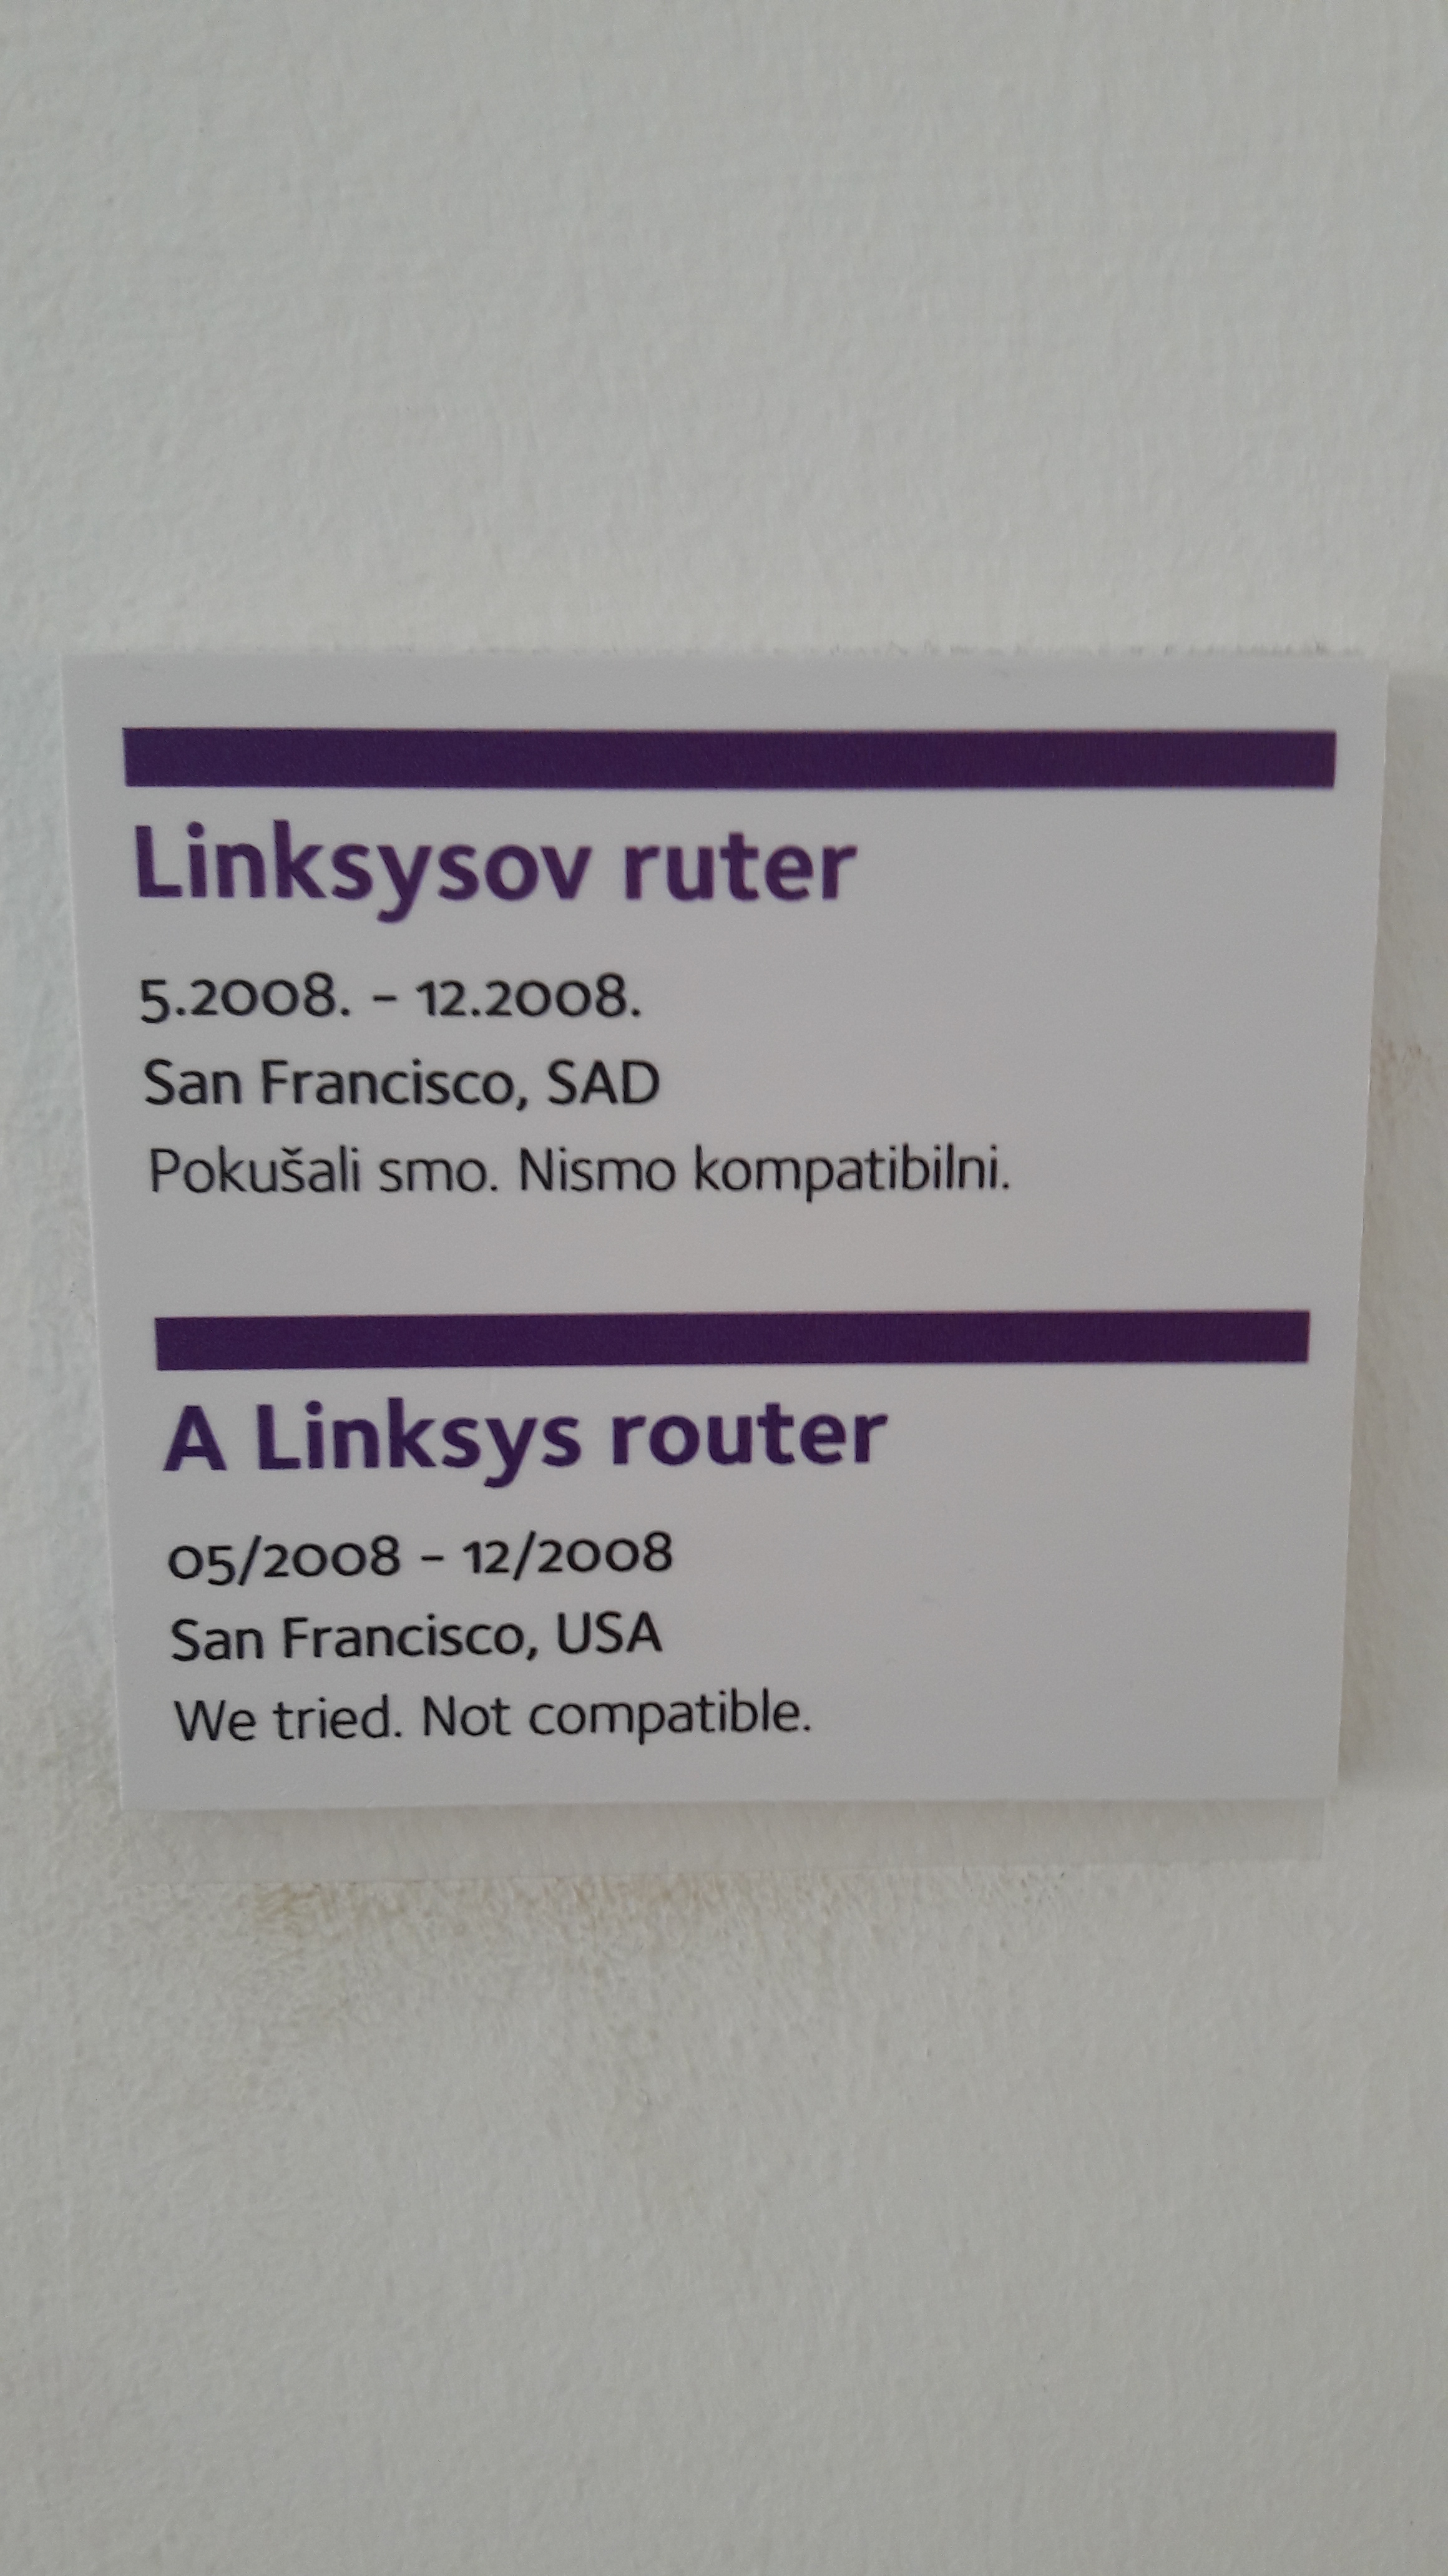 Linksysov ruter
5.2008. – 12.2008.
San Francisco, SAD
Pokušali smo. Nismo kompatibilni.
A Linksys router
05/2008 – 12/2008
San Francisco, USA
We tried. Not compatible.